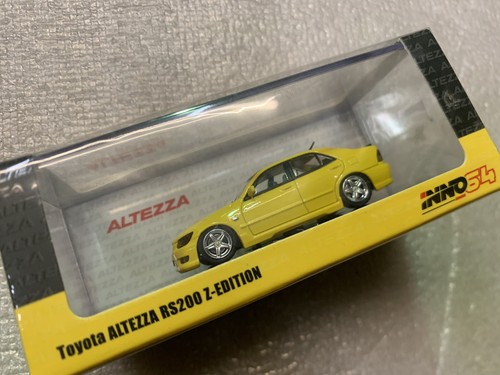 ALTEZZA
INNO64
Toyota ALTEZZA RS200 Z-EDITION